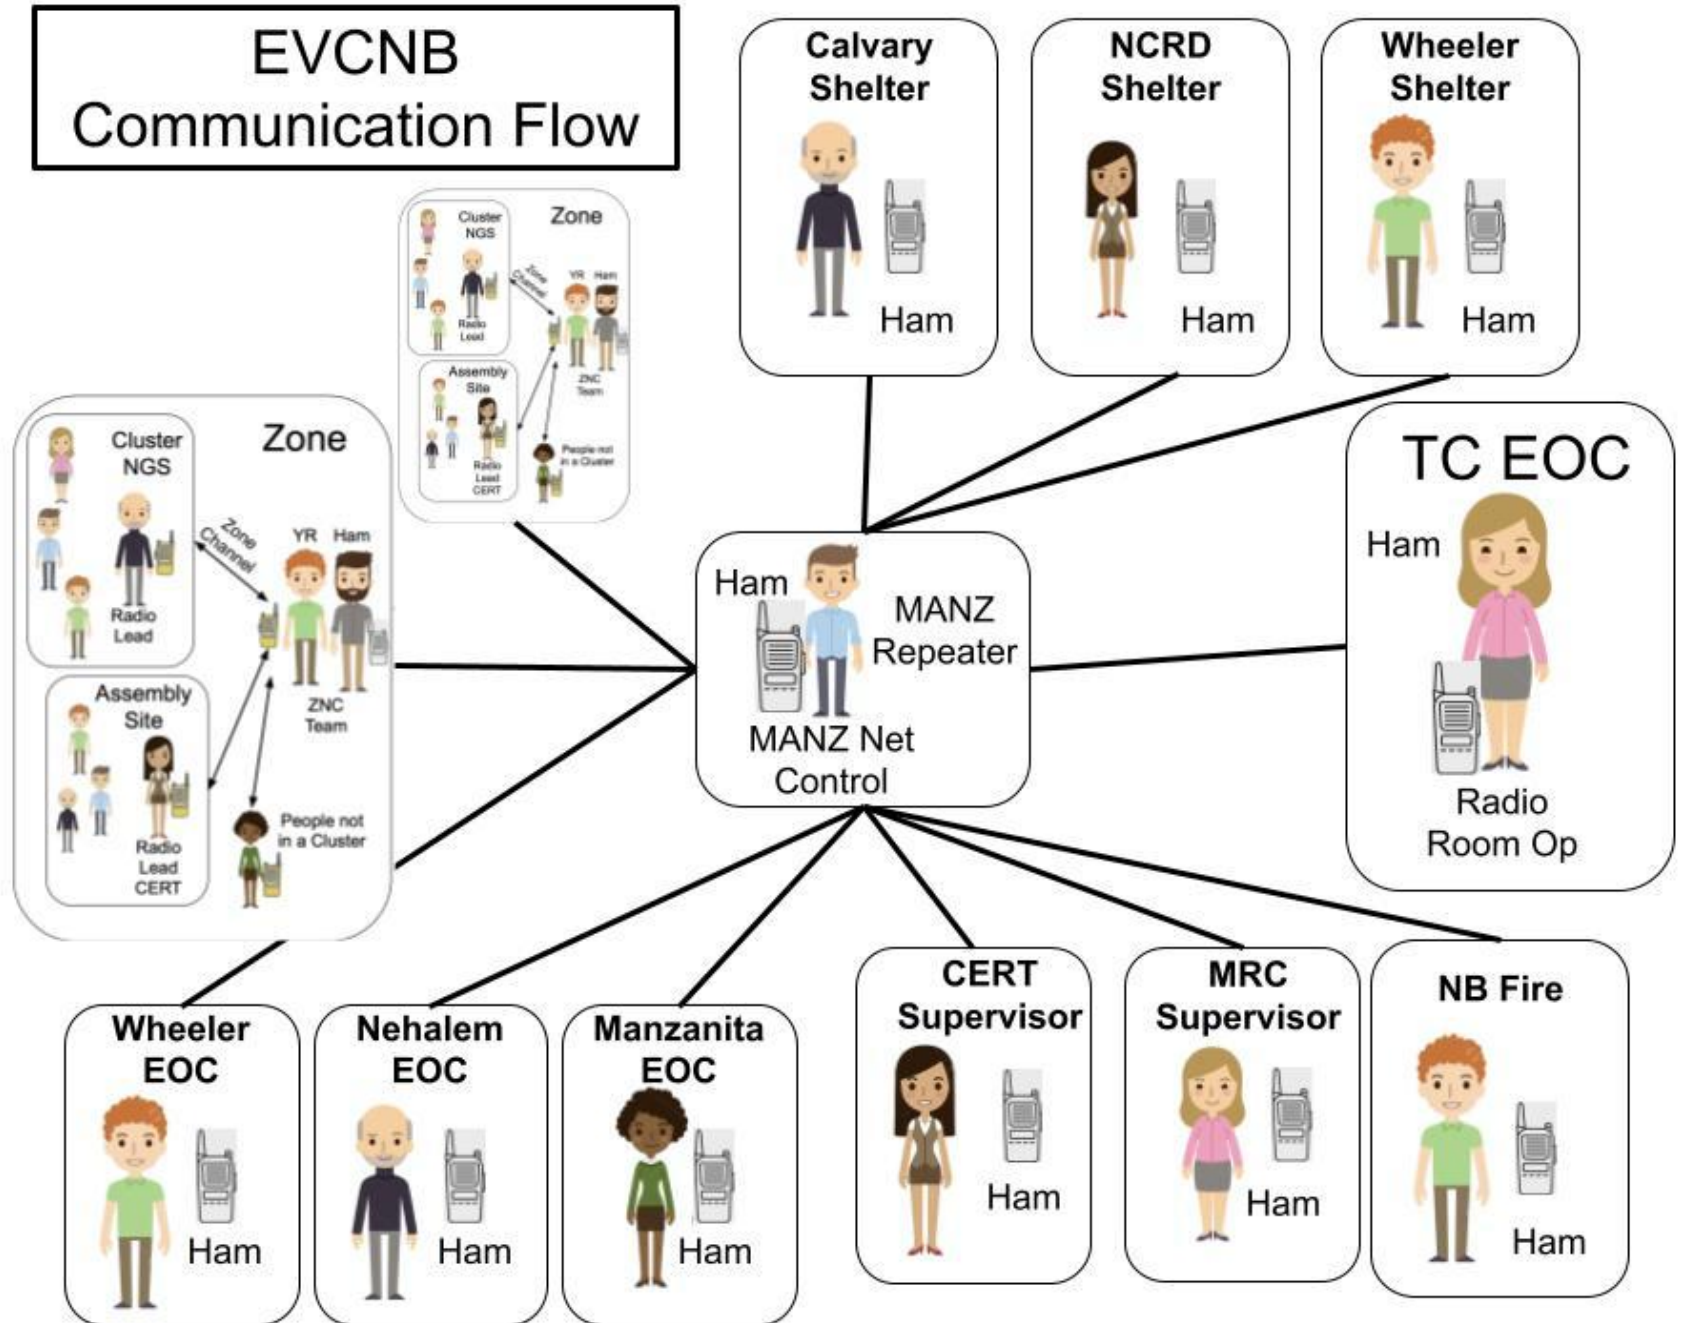 EVCNB
Communication Flow
Calvary
Shelter
Ham
NCRD
Shelter
Ham
Wheeler
Shelter
Ham
Zone
Cluster
NGS
Zone
Channel
YR Ham
Radio
Lead
ZNC
Team
Assembly
Site
Radio
Lead
CERT
People not
in a Cluster
Zone
Cluster
NGS
Zone
Channel
YR Ham
Radio
Lead
ZNC
Team
Assembly
Site
Radio
Lead
CERT
People not
in a Cluster
Ham
MANZ
Repeater
MANZ Net
Control
TC EOC
Ham
Radio
Room Op
Wheeler
EOC
Ham
Nehalem
EOC
Ham
Manzanita
EOC
Ham
CERT
Supervisor
Ham
MRC
Supervisor
Ham
NB Fire
Ham